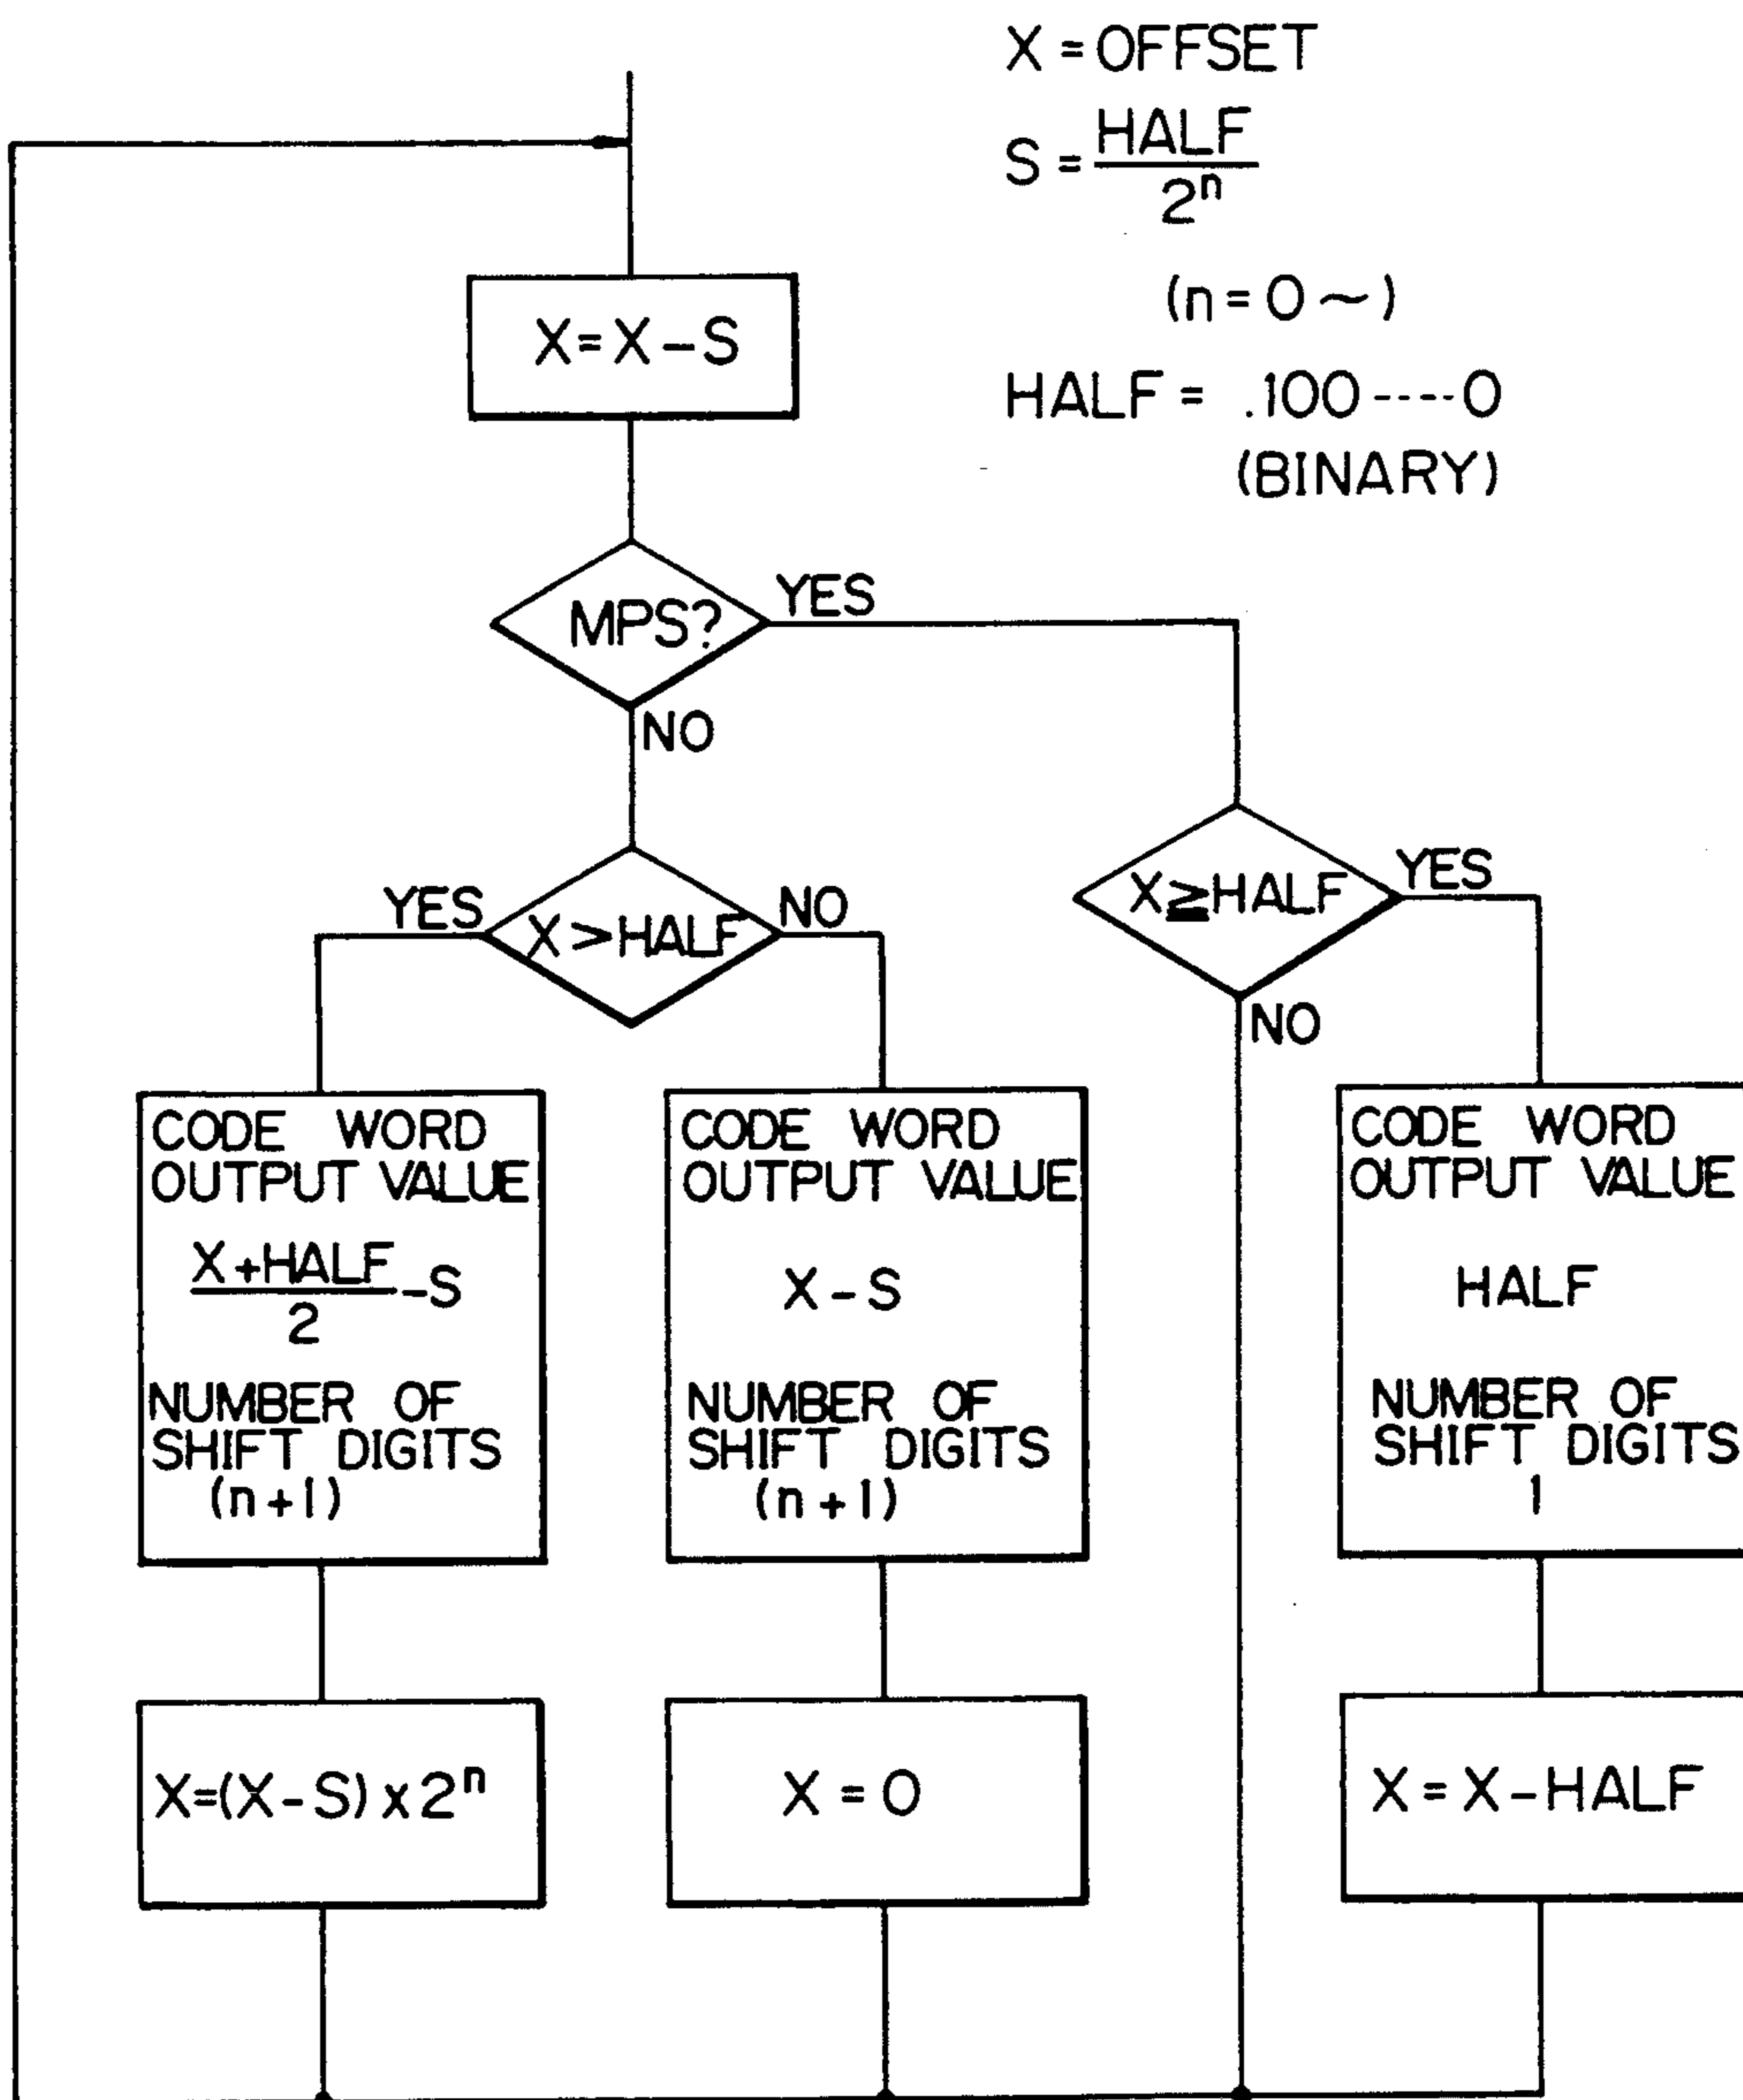 X = OFFSET
S = HALF / 2ⁿ
(n = 0 ~)
HALF = .100----0
(BINARY)
X = X - S
MPS?
YES
NO
X > HALF
YES
NO
X ≧ HALF
YES
NO
CODE WORD
OUTPUT VALUE
X + HALF / 2 - S
NUMBER OF
SHIFT DIGITS
(n + 1)
CODE WORD
OUTPUT VALUE
X - S
NUMBER OF
SHIFT DIGITS
(n + 1)
CODE WORD
OUTPUT VALUE
HALF
NUMBER OF
SHIFT DIGITS
1
X = (X - S) x 2ⁿ
X = 0
X = X - HALF